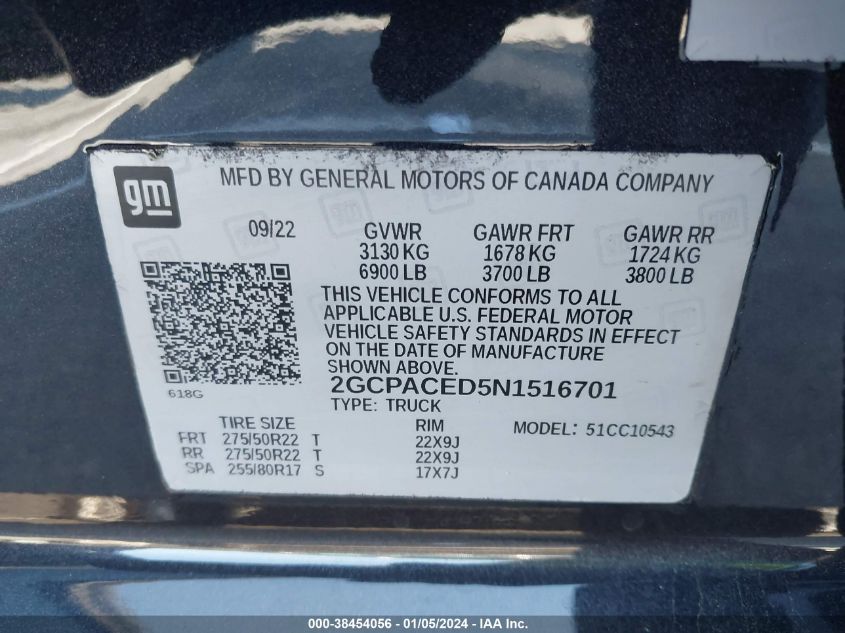 gm
MFD BY GENERAL MOTORS OF CANADA COMPANY
09/22 GVWR GAWR FRT GAWR RR
3130 KG 1678 KG 1724 KG
6900 LB 3700 LB 3800 LB
THIS VEHICLE CONFORMS TO ALL
APPLICABLE U.S. FEDERAL MOTOR
VEHICLE SAFETY STANDARDS IN EFFECT
ON THE DATE OF MANUFACTURE
SHOWN ABOVE.
618G
2GCPACED5N1516701
TYPE: TRUCK
TIRE SIZE RIM MODEL: 51CC10543
FRT 275/50R22 T 22X9J
RR 275/50R22 T 22X9J
SPA 255/80R17 S 17X7J
000-38454056 - 01/05/2024 - IAA Inc.